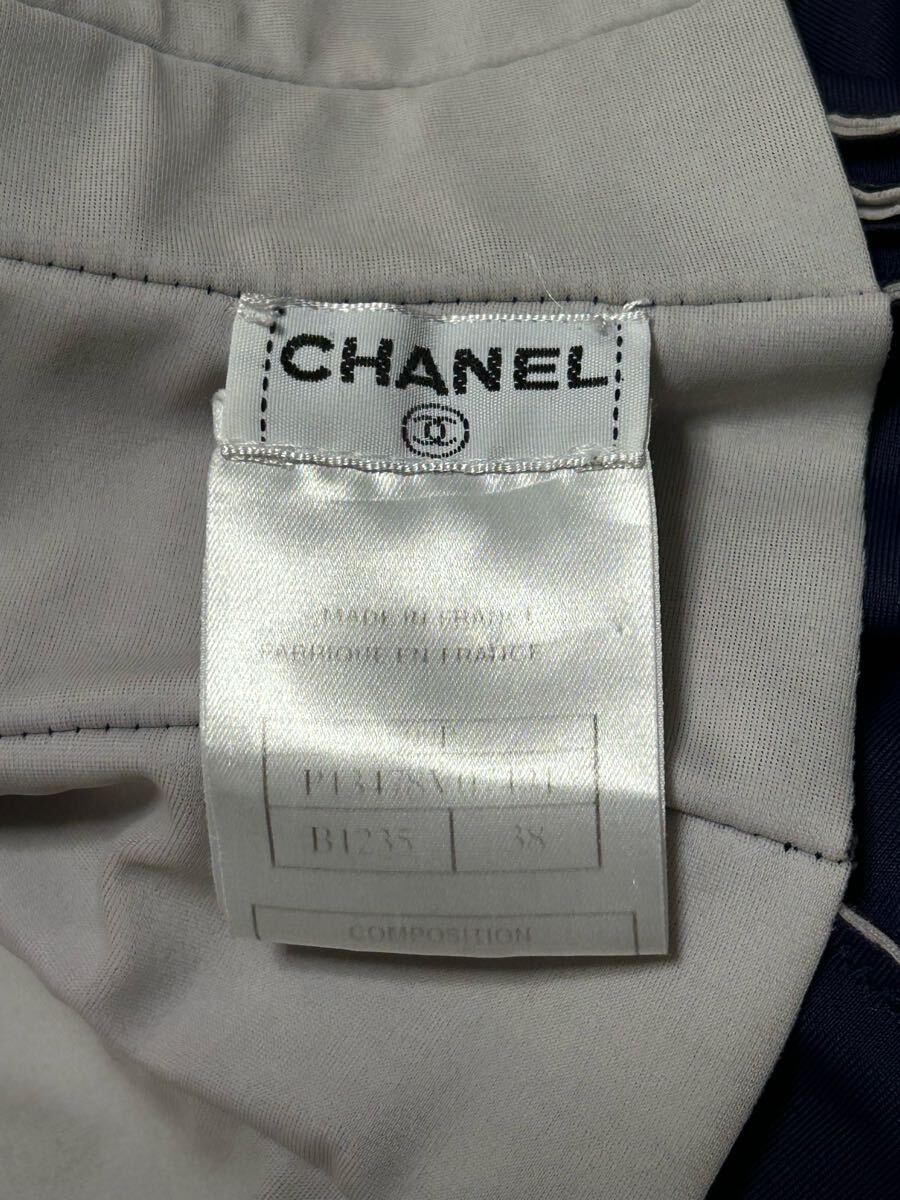 CHANEL
MADE IN FRANCE
FABRIQUE EN FRANCE
B1235 38
COMPOSITION